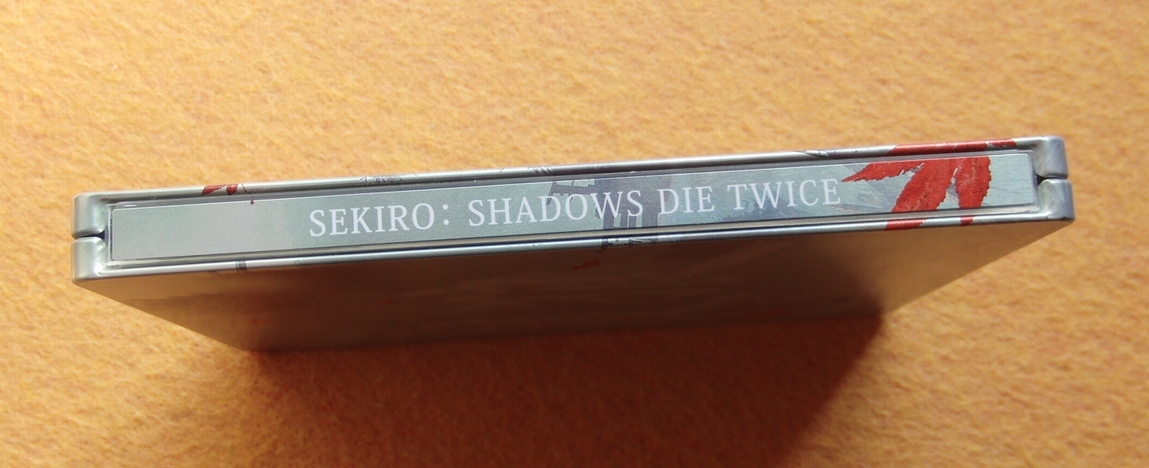 SEKIRO: SHADOWS DIE TWICE